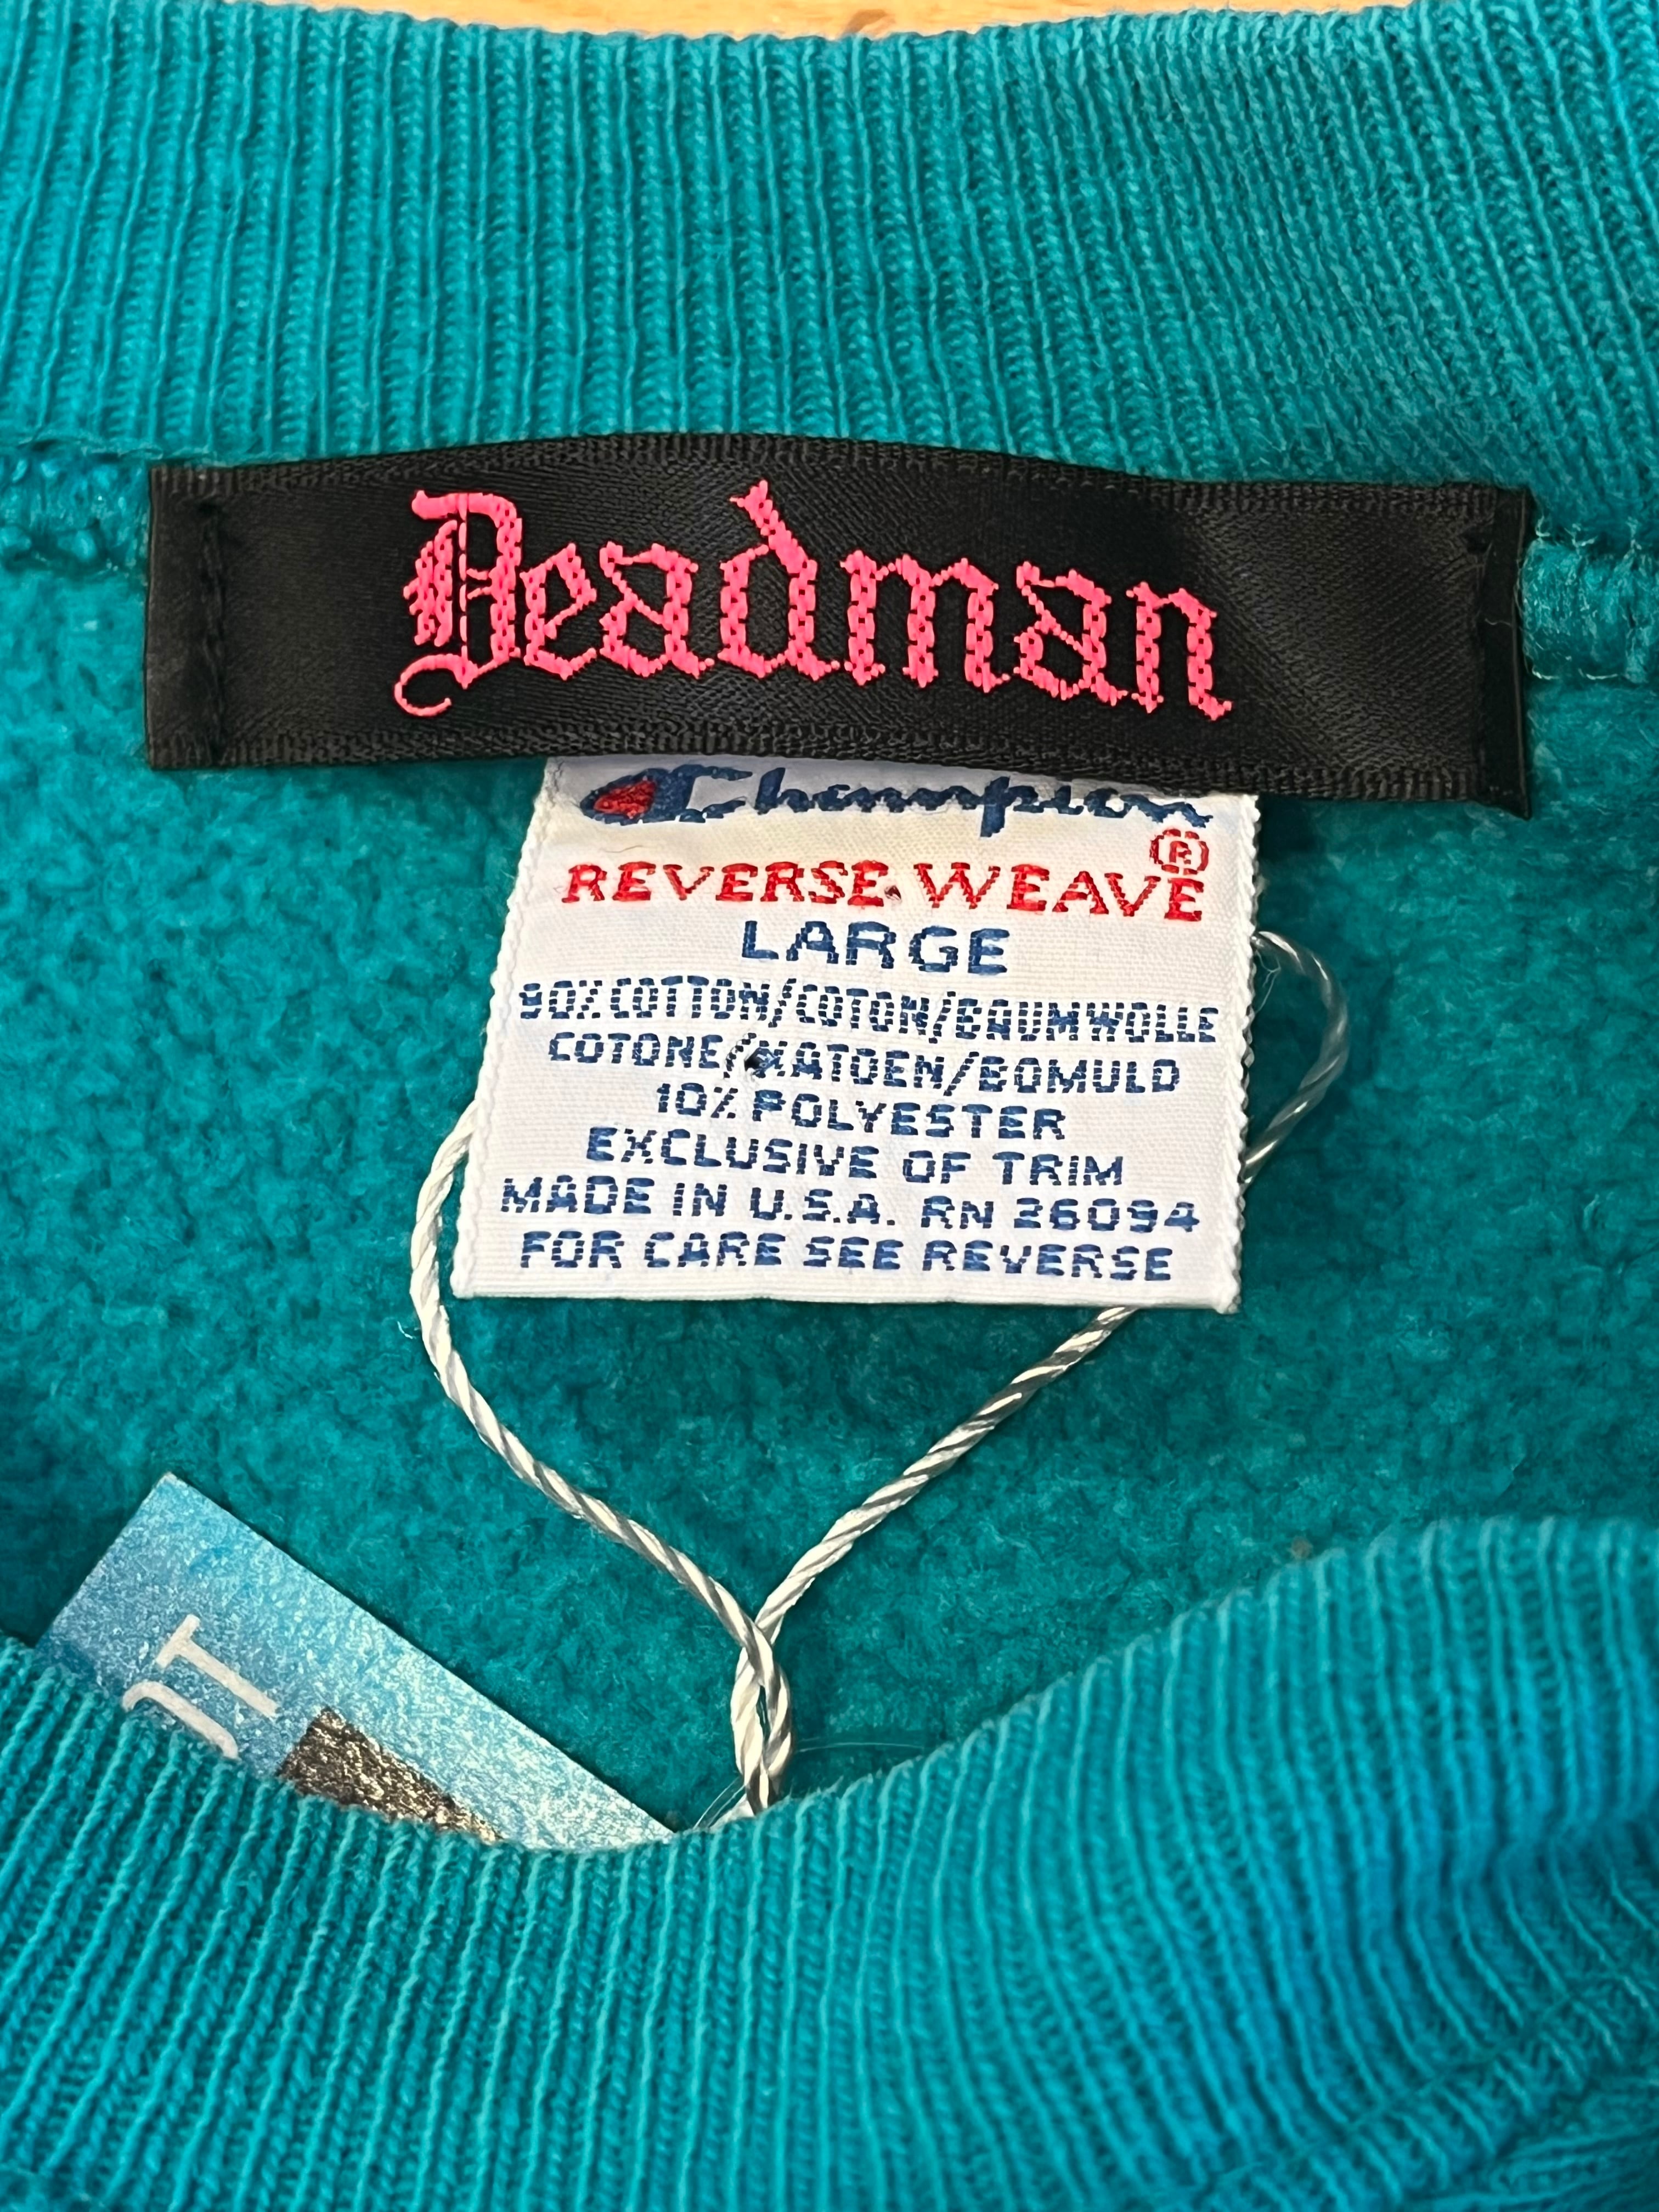 Deadman
Champion
REVERSE WEAVE®
LARGE
90% COTTON/COTON/BAUMWOLLE
COTONE/KATOEN/BOMULD
10% POLYESTER
EXCLUSIVE OF TRIM
MADE IN U.S.A. RN 26094
FOR CARE SEE REVERSE